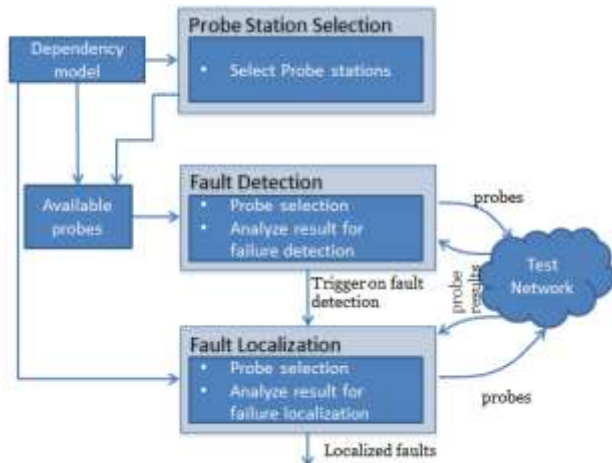 Probe Station Selection
Dependency
model
• Select Probe stations
Fault Detection
Available
probes
• Probe selection
• Analyze result for
failure detection
probes
Test
Network
probe
results
Trigger on fault
detection
Fault Localization
• Probe selection
• Analyze result for
failure localization
probes
Localized faults